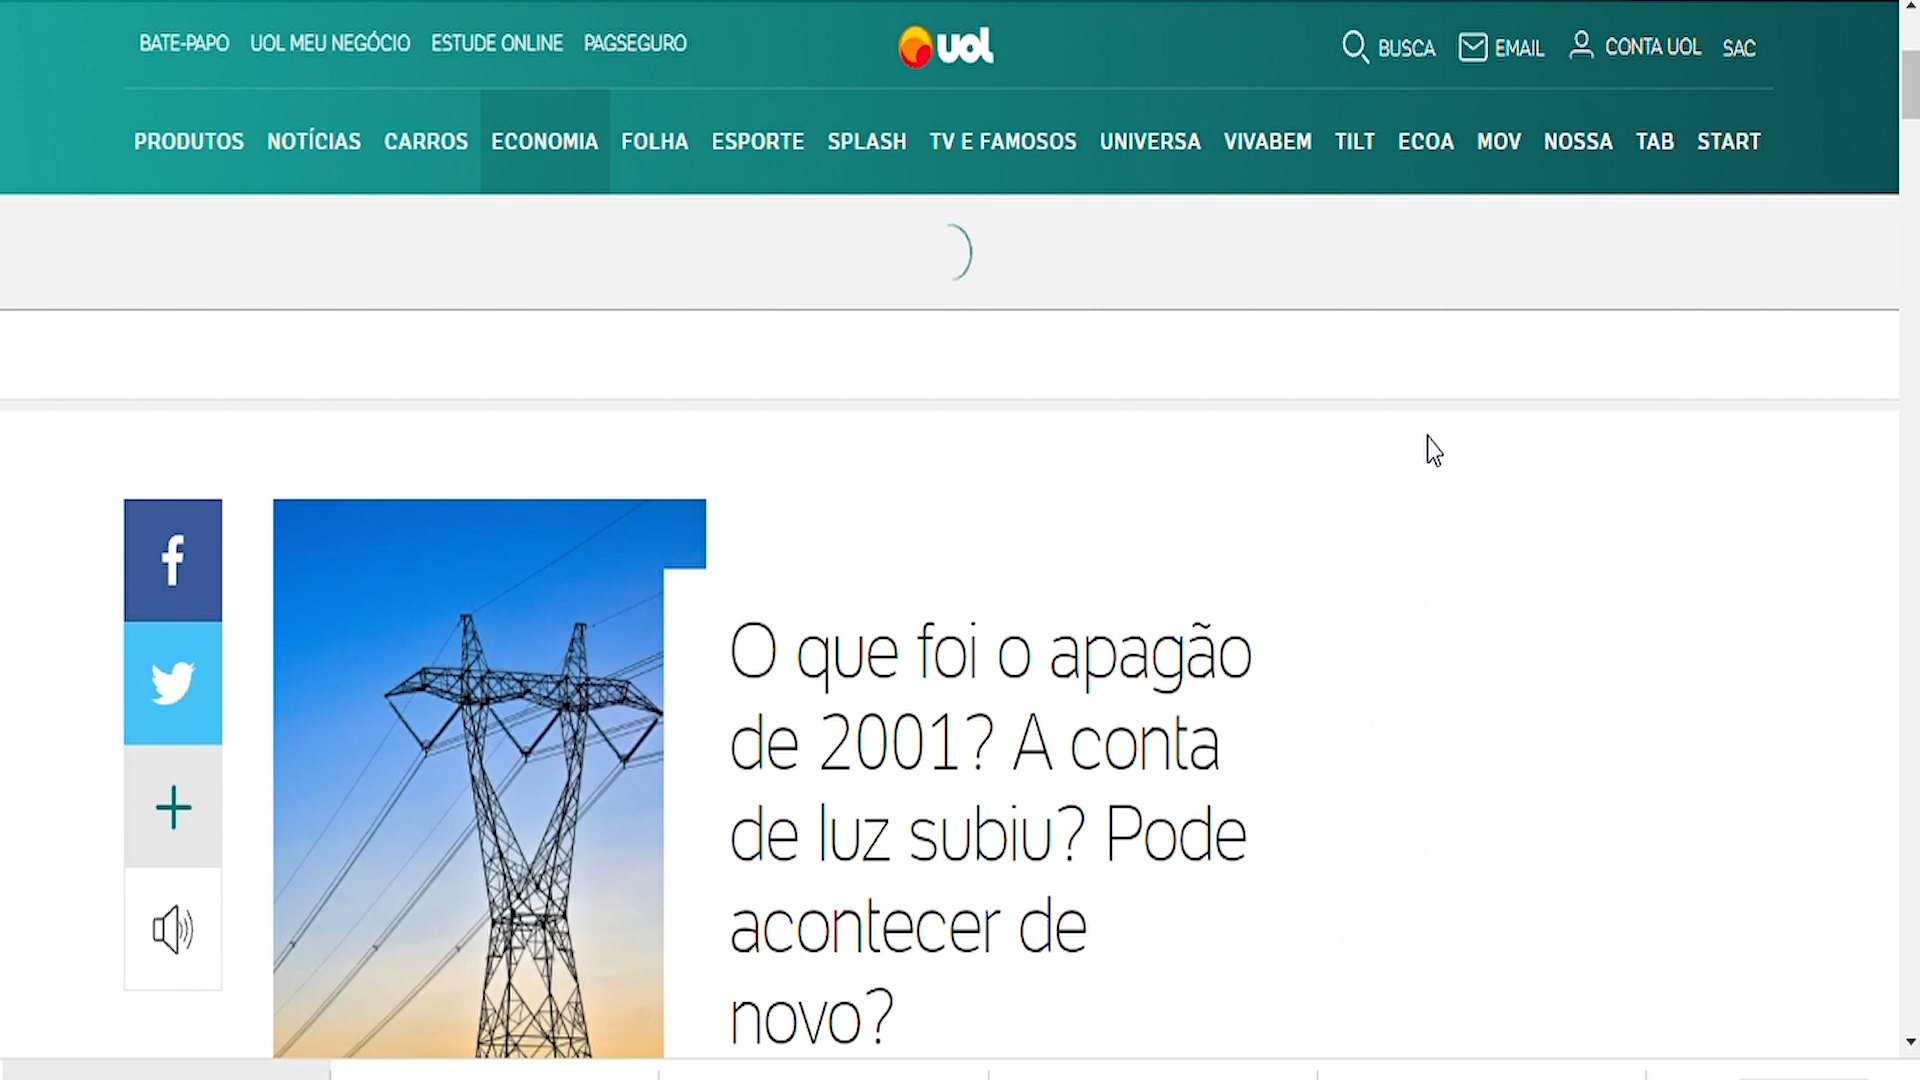 BATE-PAPO UOL MEU NEGÓCIO ESTUDE ONLINE PAGSEGURO UOL BUSCA EMAIL CONTA UOL SAC
PRODUTOS NOTÍCIAS CARROS ECONOMIA FOLHA ESPORTE SPLASH TV E FAMOSOS UNIVERSA VIVABEM TILT ECOA MOV NOSSA TAB START
O que foi o apagão
de 2001? A conta
de luz subiu? Pode
acontecer de
novo?